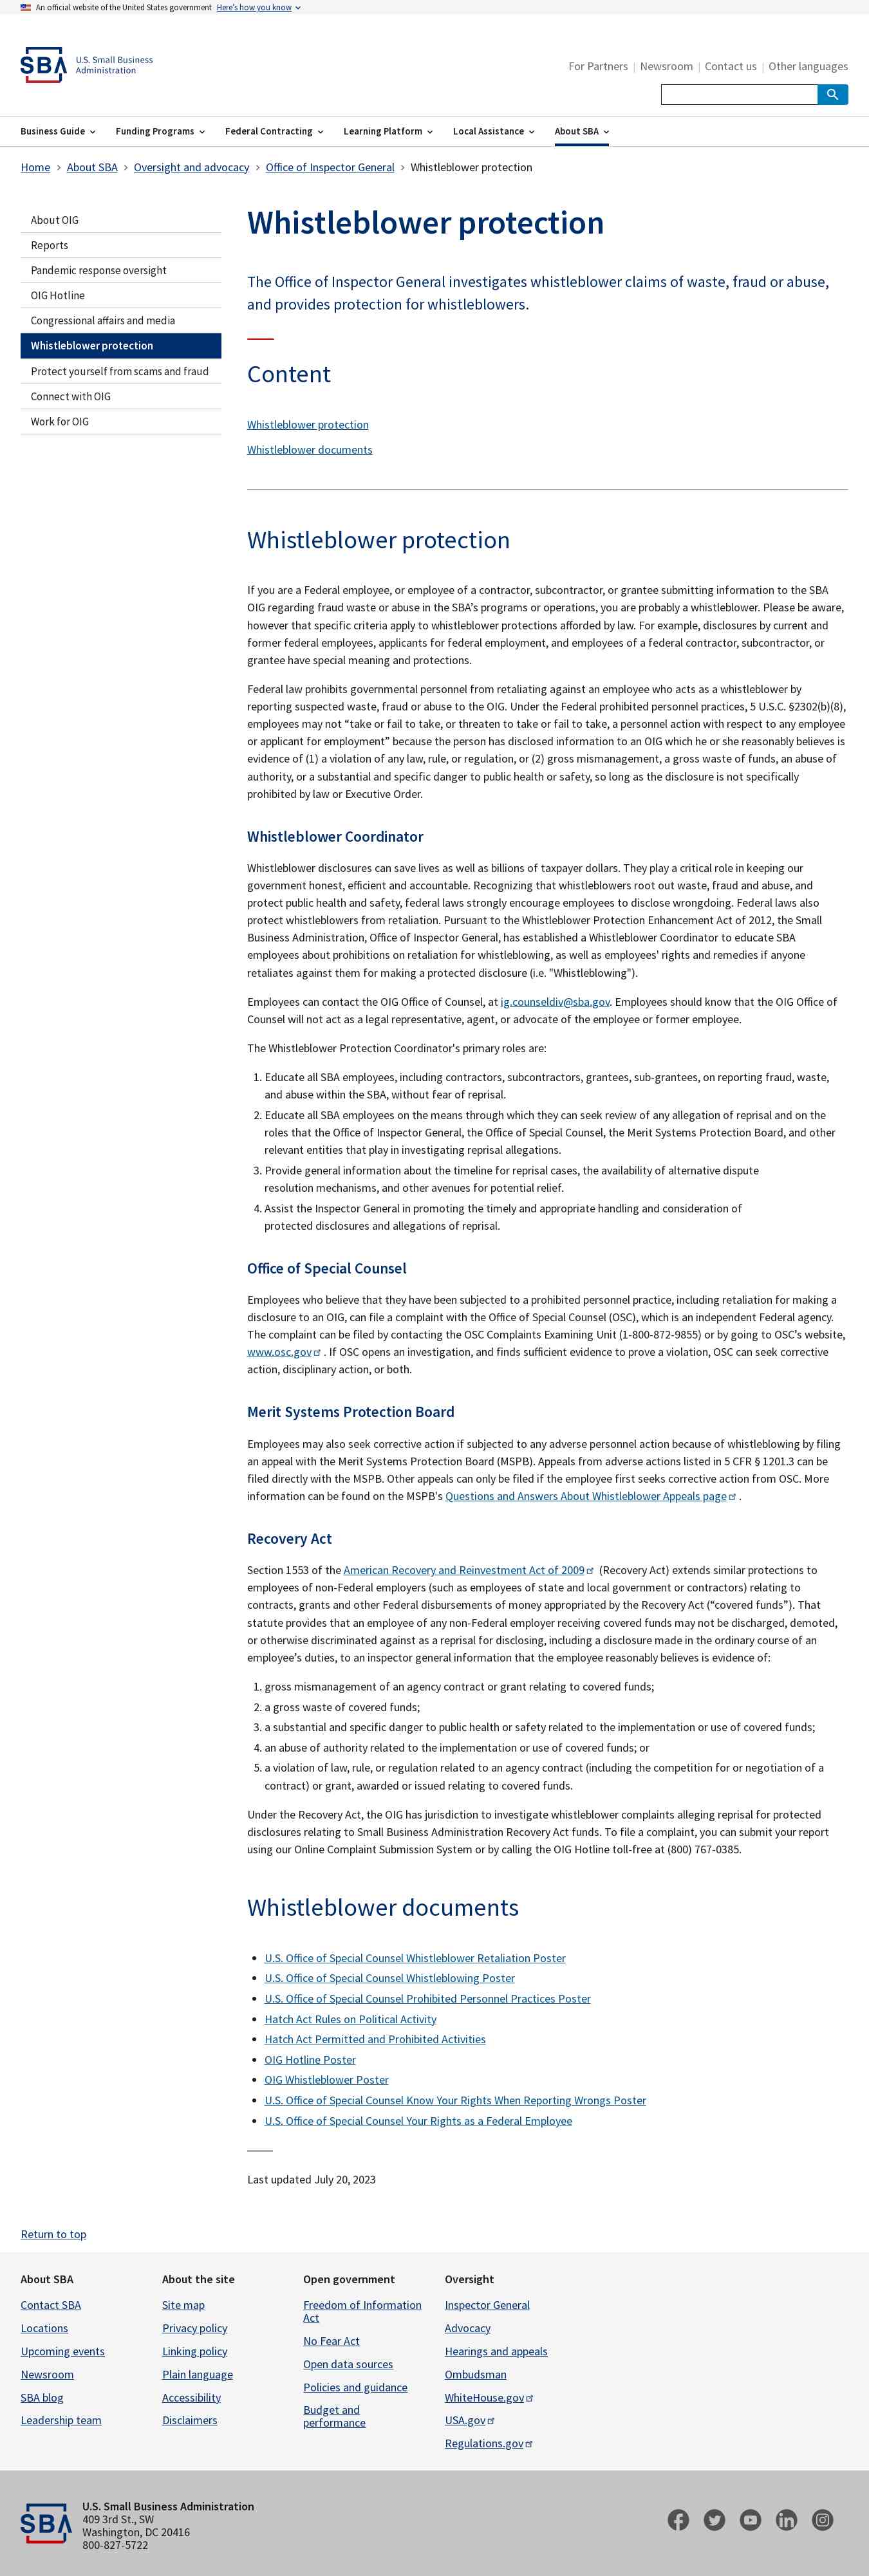 An official website of the United States government Here’s how you know
SBA U.S. Small Business
Administration
For Partners | Newsroom | Contact us | Other languages
Business Guide Funding Programs Federal Contracting Learning Platform Local Assistance About SBA
Home > About SBA > Oversight and advocacy > Office of Inspector General > Whistleblower protection
About OIG
Reports
Pandemic response oversight
OIG Hotline
Congressional affairs and media
Whistleblower protection
Protect yourself from scams and fraud
Connect with OIG
Work for OIG
Whistleblower protection
The Office of Inspector General investigates whistleblower claims of waste, fraud or abuse,
and provides protection for whistleblowers.
Content
Whistleblower protection
Whistleblower documents
Whistleblower protection
If you are a Federal employee, or employee of a contractor, subcontractor, or grantee submitting information to the SBA
OIG regarding fraud waste or abuse in the SBA’s programs or operations, you are probably a whistleblower. Please be aware,
however that specific criteria apply to whistleblower protections afforded by law. For example, disclosures by current and
former federal employees, applicants for federal employment, and employees of a federal contractor, subcontractor, or
grantee have special meaning and protections.
Federal law prohibits governmental personnel from retaliating against an employee who acts as a whistleblower by
reporting suspected waste, fraud or abuse to the OIG. Under the Federal prohibited personnel practices, 5 U.S.C. §2302(b)(8),
employees may not “take or fail to take, or threaten to take or fail to take, a personnel action with respect to any employee
or applicant for employment” because the person has disclosed information to an OIG which he or she reasonably believes is
evidence of (1) a violation of any law, rule, or regulation, or (2) gross mismanagement, a gross waste of funds, an abuse of
authority, or a substantial and specific danger to public health or safety, so long as the disclosure is not specifically
prohibited by law or Executive Order.
Whistleblower Coordinator
Whistleblower disclosures can save lives as well as billions of taxpayer dollars. They play a critical role in keeping our
government honest, efficient and accountable. Recognizing that whistleblowers root out waste, fraud and abuse, and
protect public health and safety, federal laws strongly encourage employees to disclose wrongdoing. Federal laws also
protect whistleblowers from retaliation. Pursuant to the Whistleblower Protection Enhancement Act of 2012, the Small
Business Administration, Office of Inspector General, has established a Whistleblower Coordinator to educate SBA
employees about prohibitions on retaliation for whistleblowing, as well as employees' rights and remedies if anyone
retaliates against them for making a protected disclosure (i.e. "Whistleblowing").
Employees can contact the OIG Office of Counsel, at ig.counseldiv@sba.gov. Employees should know that the OIG Office of
Counsel will not act as a legal representative, agent, or advocate of the employee or former employee.
The Whistleblower Protection Coordinator's primary roles are:
1. Educate all SBA employees, including contractors, subcontractors, grantees, sub-grantees, on reporting fraud, waste,
and abuse within the SBA, without fear of reprisal.
2. Educate all SBA employees on the means through which they can seek review of any allegation of reprisal and on the
roles that the Office of Inspector General, the Office of Special Counsel, the Merit Systems Protection Board, and other
relevant entities that play in investigating reprisal allegations.
3. Provide general information about the timeline for reprisal cases, the availability of alternative dispute
resolution mechanisms, and other avenues for potential relief.
4. Assist the Inspector General in promoting the timely and appropriate handling and consideration of
protected disclosures and allegations of reprisal.
Office of Special Counsel
Employees who believe that they have been subjected to a prohibited personnel practice, including retaliation for making a
disclosure to an OIG, can file a complaint with the Office of Special Counsel (OSC), which is an independent Federal agency.
The complaint can be filed by contacting the OSC Complaints Examining Unit (1-800-872-9855) or by going to OSC’s website,
www.osc.gov . If OSC opens an investigation, and finds sufficient evidence to prove a violation, OSC can seek corrective
action, disciplinary action, or both.
Merit Systems Protection Board
Employees may also seek corrective action if subjected to any adverse personnel action because of whistleblowing by filing
an appeal with the Merit Systems Protection Board (MSPB). Appeals from adverse actions listed in 5 CFR § 1201.3 can be
filed directly with the MSPB. Other appeals can only be filed if the employee first seeks corrective action from OSC. More
information can be found on the MSPB's Questions and Answers About Whistleblower Appeals page .
Recovery Act
Section 1553 of the American Recovery and Reinvestment Act of 2009 (Recovery Act) extends similar protections to
employees of non-Federal employers (such as employees of state and local government or contractors) relating to
contracts, grants and other Federal disbursements of money appropriated by the Recovery Act (“covered funds”). That
statute provides that an employee of any non-Federal employer receiving covered funds may not be discharged, demoted,
or otherwise discriminated against as a reprisal for disclosing, including a disclosure made in the ordinary course of an
employee’s duties, to an inspector general information that the employee reasonably believes is evidence of:
1. gross mismanagement of an agency contract or grant relating to covered funds;
2. a gross waste of covered funds;
3. a substantial and specific danger to public health or safety related to the implementation or use of covered funds;
4. an abuse of authority related to the implementation or use of covered funds; or
5. a violation of law, rule, or regulation related to an agency contract (including the competition for or negotiation of a
contract) or grant, awarded or issued relating to covered funds.
Under the Recovery Act, the OIG has jurisdiction to investigate whistleblower complaints alleging reprisal for protected
disclosures relating to Small Business Administration Recovery Act funds. To file a complaint, you can submit your report
using our Online Complaint Submission System or by calling the OIG Hotline toll-free at (800) 767-0385.
Whistleblower documents
• U.S. Office of Special Counsel Whistleblower Retaliation Poster
• U.S. Office of Special Counsel Whistleblowing Poster
• U.S. Office of Special Counsel Prohibited Personnel Practices Poster
• Hatch Act Rules on Political Activity
• Hatch Act Permitted and Prohibited Activities
• OIG Hotline Poster
• OIG Whistleblower Poster
• U.S. Office of Special Counsel Know Your Rights When Reporting Wrongs Poster
• U.S. Office of Special Counsel Your Rights as a Federal Employee
Last updated July 20, 2023
Return to top
About SBA
Contact SBA
Locations
Upcoming events
Newsroom
SBA blog
Leadership team
About the site
Site map
Privacy policy
Linking policy
Plain language
Accessibility
Disclaimers
Open government
Freedom of Information
Act
No Fear Act
Open data sources
Policies and guidance
Budget and
performance
Oversight
Inspector General
Advocacy
Hearings and appeals
Ombudsman
WhiteHouse.gov
USA.gov
Regulations.gov
SBA
U.S. Small Business Administration
409 3rd St., SW
Washington, DC 20416
800-827-5722